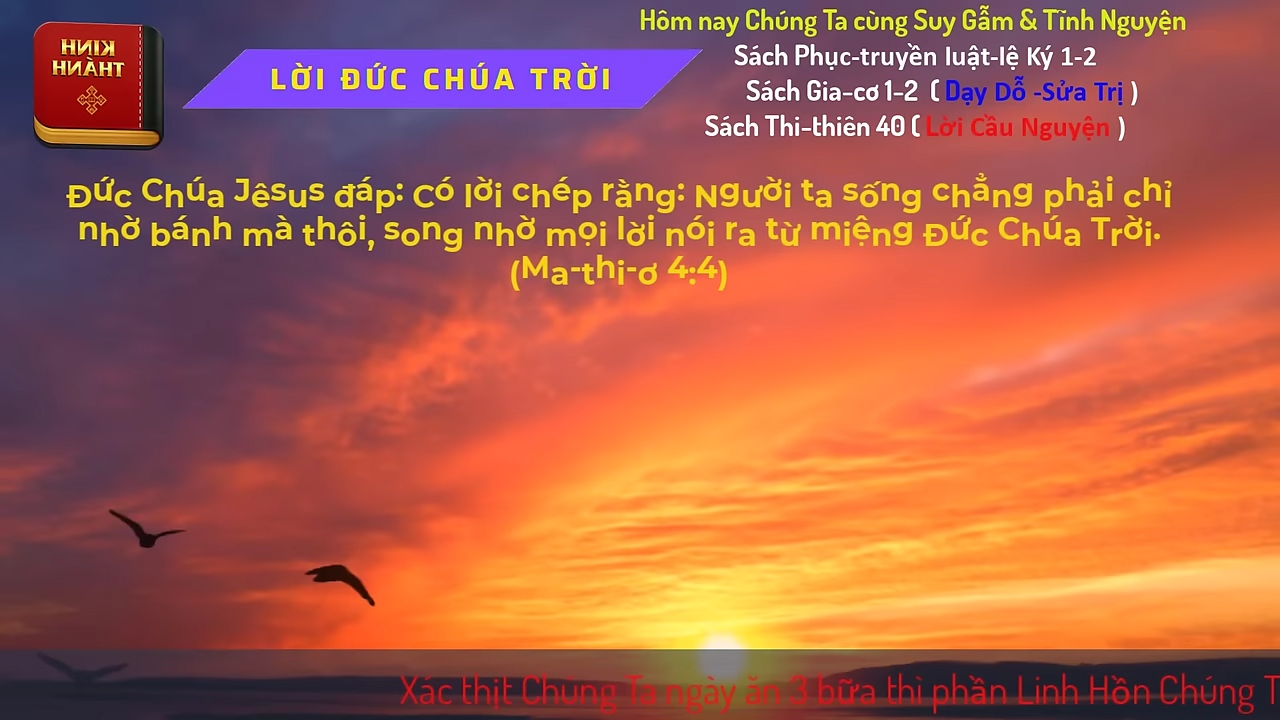 KINH
THÀNH
LỜI ĐỨC CHÚA TRỜI
Hôm nay Chúng Ta cùng Suy Gẫm & Tĩnh Nguyện
Sách Phục-truyền luật-lệ Ký 1-2
Sách Gia-cơ 1-2 ( Dạy Dỗ -Sửa Trị )
Sách Thi-thiên 40 ( Lời Cầu Nguyện )
Đức Chúa Jêsus đáp: Có lời chép rằng: Người ta sống chẳng phải chỉ
nhờ bánh mà thôi, song nhờ mọi lời nói ra từ miệng Đức Chúa Trời.
(Ma-thi-ơ 4:4)
Xác thịt Chung Ta ngày ăn 3 bữa thì phần Linh Hồn Chúng T